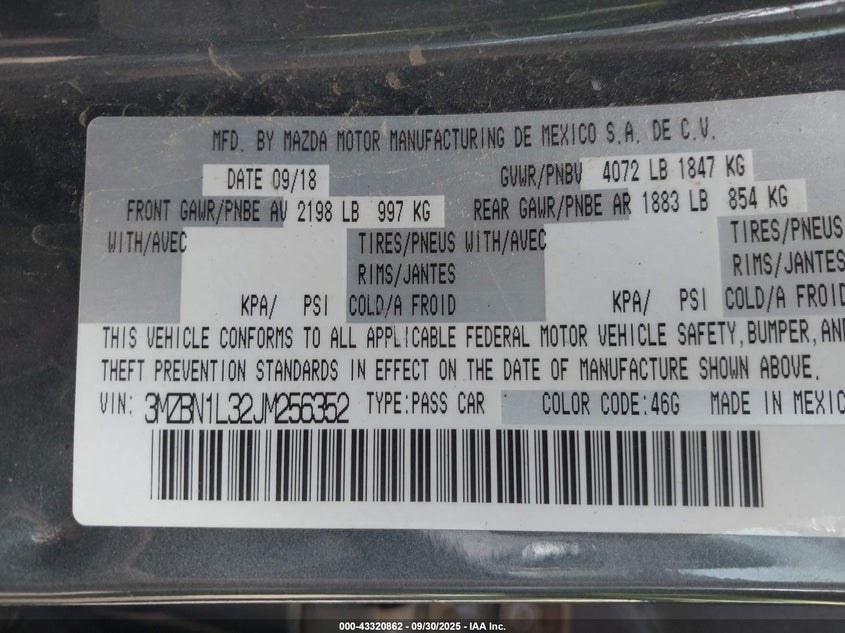 MFD. BY MAZDA MOTOR MANUFACTURING DE MEXICO S.A. DE C.V.
DATE 09/18 GVWR/PNBV 4072 LB 1847 KG
FRONT GAWR/PNBE AV 2198 LB 997 KG REAR GAWR/PNBE AR 1883 LB 854 KG
WITH/AVEC TIRES/PNEUS WITH/AVEC TIRES/PNEUS
RIMS/JANTES RIMS/JANTES
KPA/ PSI COLD/A FROID KPA/ PSI COLD/A FROID
THIS VEHICLE CONFORMS TO ALL APPLICABLE FEDERAL MOTOR VEHICLE SAFETY, BUMPER, AND
THEFT PREVENTION STANDARDS IN EFFECT ON THE DATE OF MANUFACTURE SHOWN ABOVE.
VIN: 3MZBN1L32JM256352 TYPE:PASS CAR COLOR CODE:46G MADE IN MEXICO
000-43320862 - 09/30/2025 - IAA Inc.